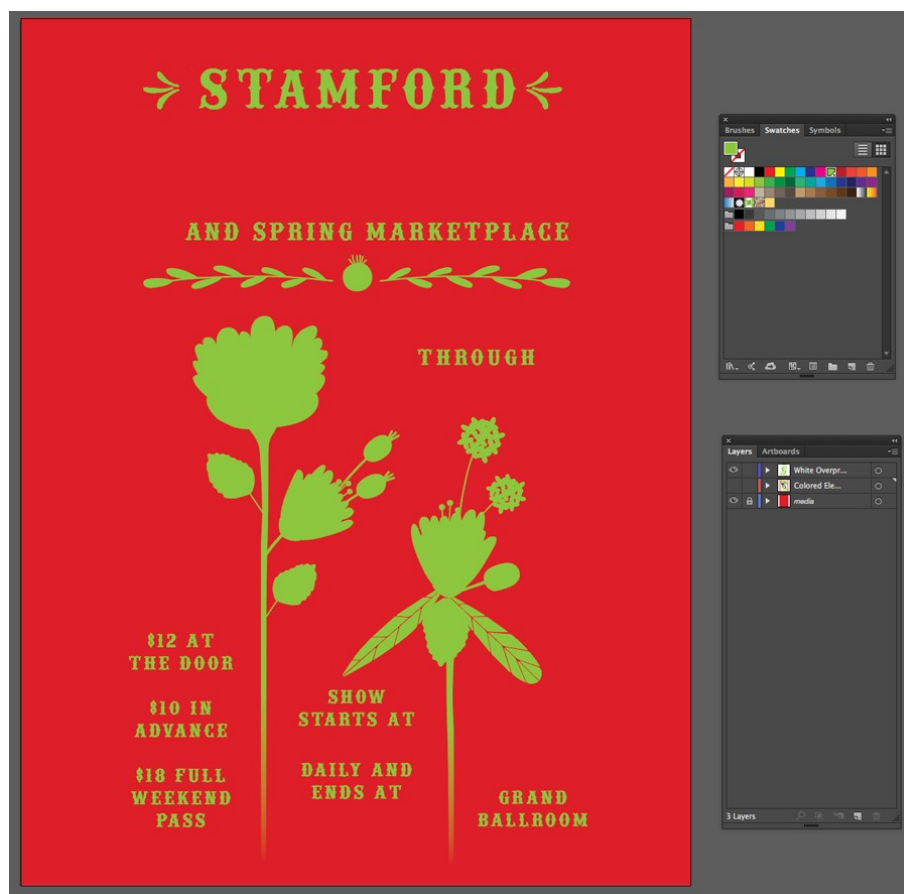 STAMFORD
AND SPRING MARKETPLACE
THROUGH
$12 AT
THE DOOR
$10 IN
ADVANCE
$18 FULL
WEEKEND
PASS
SHOW
STARTS AT
DAILY AND
ENDS AT
GRAND
BALLROOM
Brushes Swatches Symbols
Layers Artboards
White Overpr...
Colored Ele...
media
3 Layers